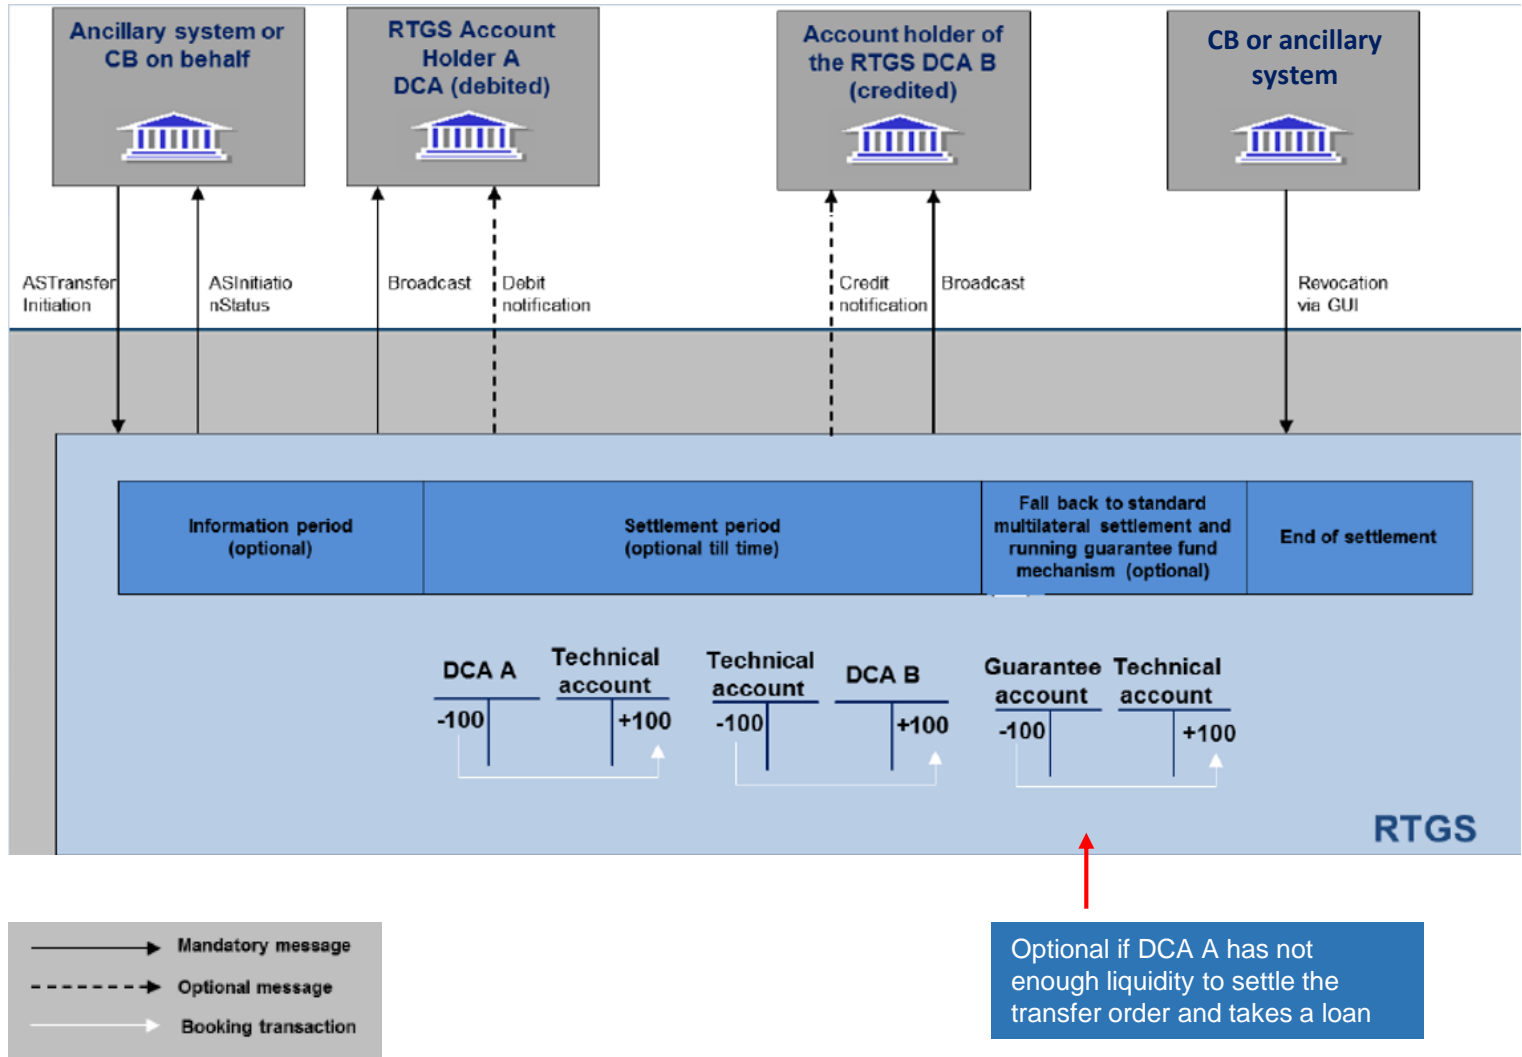 Ancillary system or
CB on behalf
RTGS Account
Holder A
DCA (debited)
Account holder of
the RTGS DCA B
(credited)
CB or ancillary
system
ASTransfer
Initiation
ASInitiatio
nStatus
Broadcast
Debit
notification
Credit
notification
Broadcast
Revocation
via GUI
Information period
(optional)
Settlement period
(optional till time)
Fall back to standard
multilateral settlement and
running guarantee fund
mechanism (optional)
End of settlement
DCA A
Technical
account
-100
+100
Technical
account
DCA B
-100
+100
Guarantee
account
Technical
account
-100
+100
RTGS
Mandatory message
Optional message
Booking transaction
Optional if DCA A has not
enough liquidity to settle the
transfer order and takes a loan